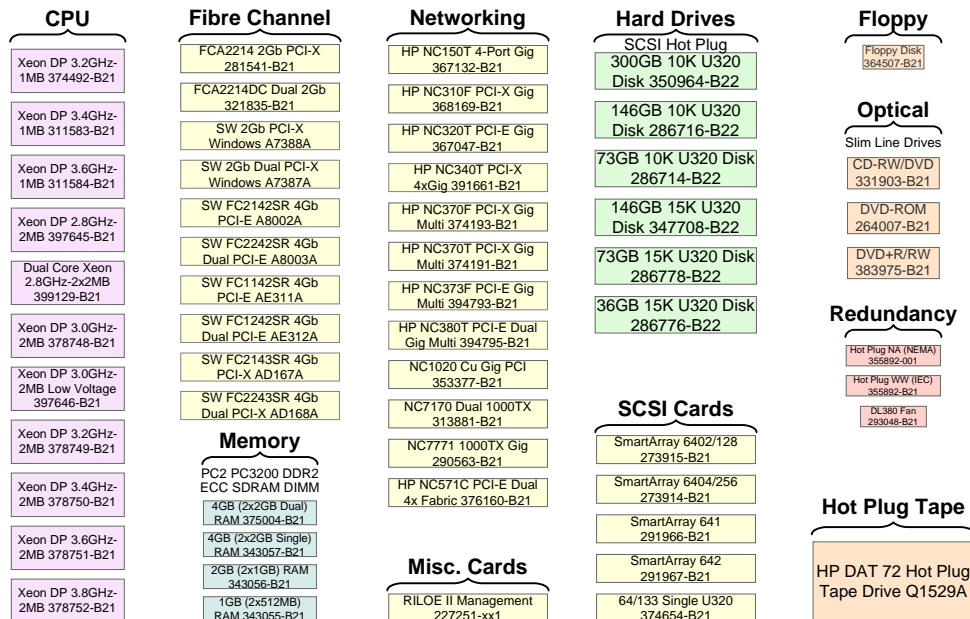 CPU
Xeon DP 3.2GHz-
1MB 374492-B21
Xeon DP 3.4GHz-
1MB 311583-B21
Xeon DP 3.6GHz-
1MB 311584-B21
Xeon DP 2.8GHz-
2MB 397645-B21
Dual Core Xeon
2.8GHz-2x2MB
399129-B21
Xeon DP 3.0GHz-
2MB 378748-B21
Xeon DP 3.0GHz-
2MB Low Voltage
397646-B21
Xeon DP 3.2GHz-
2MB 378749-B21
Xeon DP 3.4GHz-
2MB 378750-B21
Xeon DP 3.6GHz-
2MB 378751-B21
Xeon DP 3.8GHz-
2MB 378752-B21
Fibre Channel
FCA2214 2Gb PCI-X
281541-B21
FCA2214DC Dual 2Gb
321835-B21
SW 2Gb PCI-X
Windows A7388A
SW 2Gb Dual PCI-X
Windows A7387A
SW FC2142SR 4Gb
PCI-E A8002A
SW FC2242SR 4Gb
Dual PCI-E A8003A
SW FC1142SR 4Gb
PCI-E AE311A
SW FC1242SR 4Gb
Dual PCI-E AE312A
SW FC2143SR 4Gb
PCI-X AD167A
SW FC2243SR 4Gb
Dual PCI-X AD168A
Memory
PC2 PC3200 DDR2
ECC SDRAM DIMM
4GB (2x2GB Dual)
RAM 375004-B21
4GB (2x2GB Single)
RAM 343057-B21
2GB (2x1GB) RAM
343056-B21
1GB (2x512MB)
RAM 343055-B21
Networking
HP NC150T 4-Port Gig
367132-B21
HP NC310F PCI-X Gig
368169-B21
HP NC320T PCI-E Gig
367047-B21
HP NC340T PCI-X
4xGig 391661-B21
HP NC370F PCI-X Gig
Multi 374193-B21
HP NC370T PCI-X Gig
Multi 374191-B21
HP NC373F PCI-E Gig
Multi 394793-B21
HP NC380T PCI-E Dual
Gig Multi 394795-B21
NC1020 Cu Gig PCI
353377-B21
NC7170 Dual 1000TX
313881-B21
NC7771 1000TX Gig
290563-B21
HP NC571C PCI-E Dual
4x Fabric 376160-B21
Misc. Cards
RILOE II Management
227251-xx1
Hard Drives
SCSI Hot Plug
300GB 10K U320
Disk 350964-B22
146GB 10K U320
Disk 286716-B22
73GB 10K U320 Disk
286714-B22
146GB 15K U320
Disk 347708-B22
73GB 15K U320 Disk
286778-B22
36GB 15K U320 Disk
286776-B22
SCSI Cards
SmartArray 6402/128
273915-B21
SmartArray 6404/256
273914-B21
SmartArray 641
291966-B21
SmartArray 642
291967-B21
64/133 Single U320
374654-B21
Floppy
Floppy Disk
364507-B21
Optical
Slim Line Drives
CD-RW/DVD
331903-B21
DVD-ROM
264007-B21
DVD+R/RW
383975-B21
Redundancy
Hot Plug NA (NEMA)
355892-001
Hot Plug WW (IEC)
355892-B21
DL380 Fan
293048-B21
Hot Plug Tape
HP DAT 72 Hot Plug
Tape Drive Q1529A